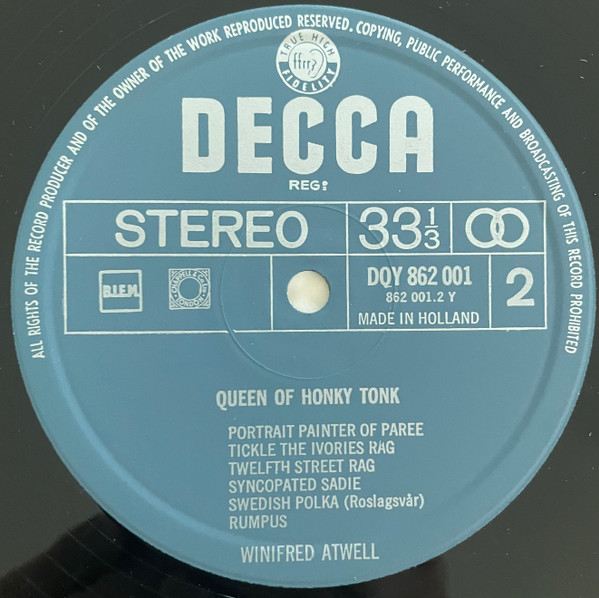 ALL RIGHTS OF THE RECORD PRODUCER AND OF THE OWNER OF THE WORK REPRODUCED RESERVED. COPYING, PUBLIC PERFORMANCE AND BROADCASTING OF THIS RECORD PROHIBITED
TRUE HIGH
ffrr
FIDELITY
DECCA
REGD
STEREO
33 1/3
B.I.E.M.
DQY 862 001
862 001.2 Y
MADE IN HOLLAND
2
QUEEN OF HONKY TONK
PORTRAIT PAINTER OF PAREE
TICKLE THE IVORIES RAG
TWELFTH STREET RAG
SYNCOPATED SADIE
SWEDISH POLKA (Roslagsvår)
RUMPUS
WINIFRED ATWELL